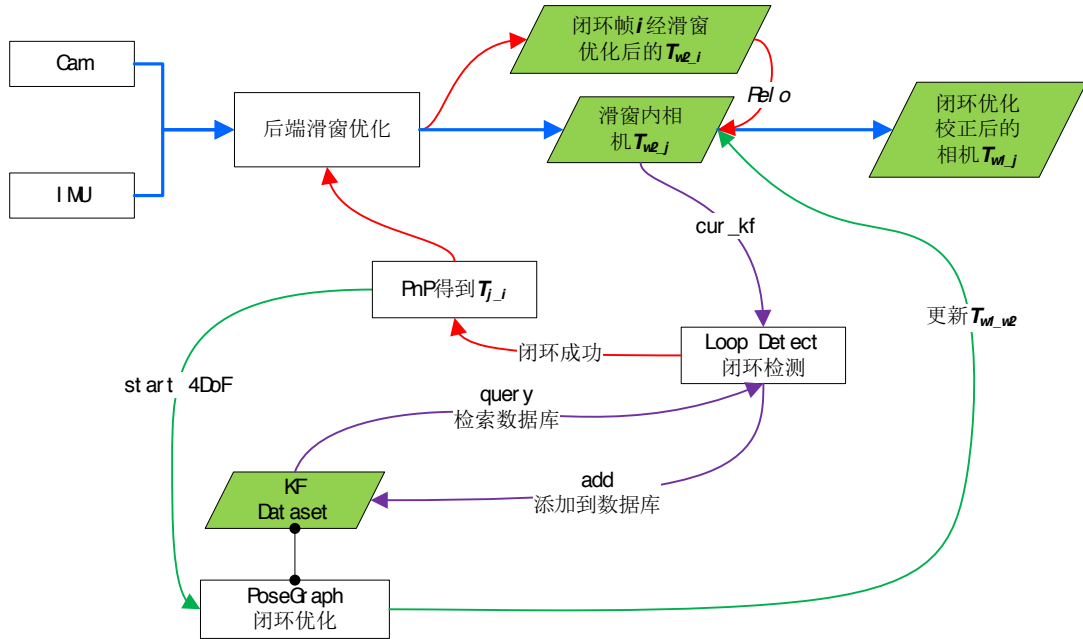 Cam
IMU
后端滑窗优化
闭环帧i经滑窗
优化后的Tw2_i
Relo
滑窗内相
机Tw2_j
闭环优化
校正后的
相机Tw1_j
cur_kf
PnP得到Tj_i
更新Tw1_w2
Loop Detect
闭环检测
闭环成功
start_4DoF
query
检索数据库
add
添加到数据库
KF
Dataset
PoseGraph
闭环优化